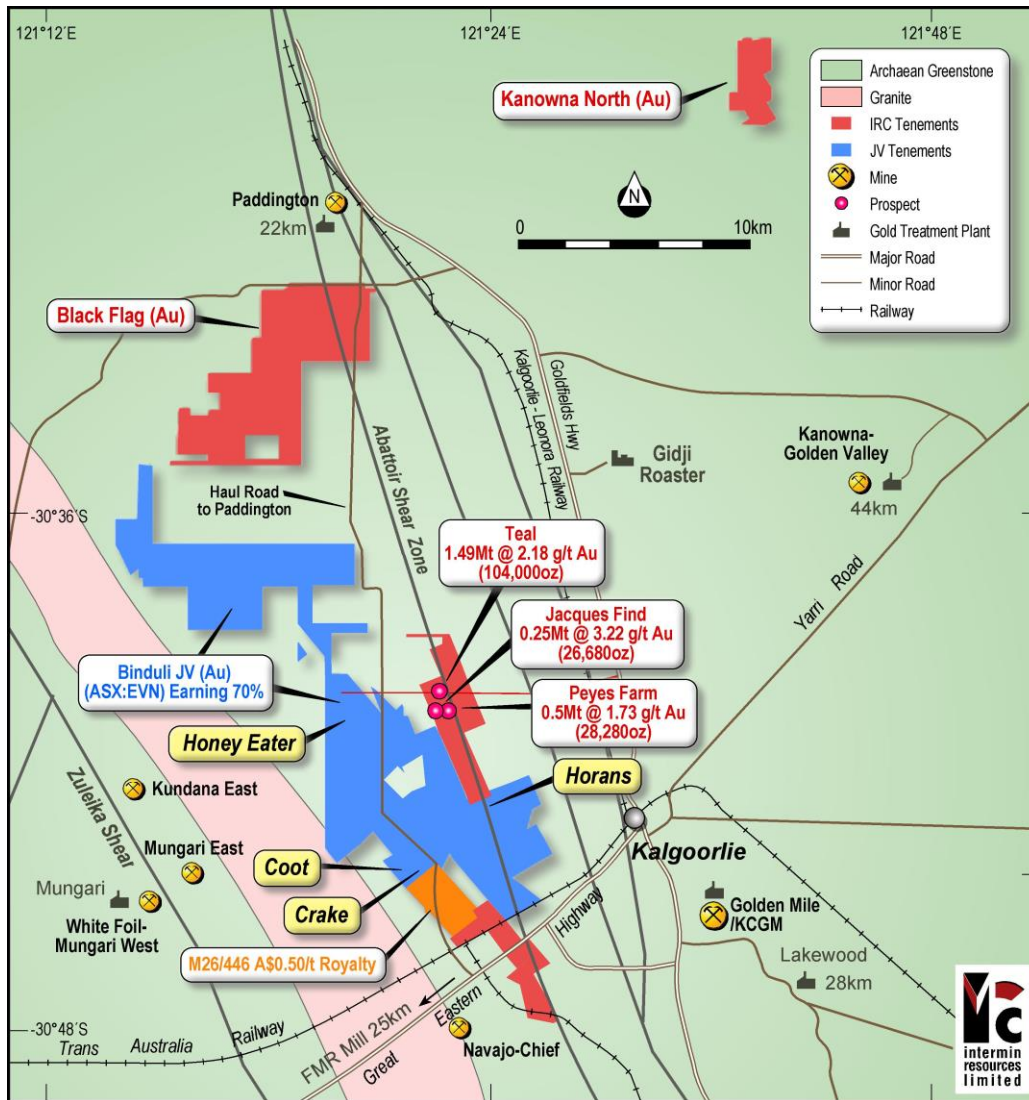 121°12´E
121°24´E
121°48´E
Kanowna North (Au)
Archaean Greenstone
Granite
IRC Tenements
JV Tenements
Mine
Prospect
Gold Treatment Plant
Major Road
Minor Road
Railway
N
0
10km
Paddington
22km
Black Flag (Au)
Kalgoorlie - Leonora Railway
Goldfields Hwy
Abattoir Shear Zone
Gidji
Roaster
Kanowna-
Golden Valley
44km
Haul Road
to Paddington
-30°36´S
Yarri Road
Teal
1.49Mt @ 2.18 g/t Au
(104,000oz)
Jacques Find
0.25Mt @ 3.22 g/t Au
(26,680oz)
Peyes Farm
0.5Mt @ 1.73 g/t Au
(28,280oz)
Binduli JV (Au)
(ASX:EVN) Earning 70%
Honey Eater
Horans
Zuleika Shear
Kundana East
Kalgoorlie
Mungari East
Mungari
White Foil-
Mungari West
Coot
Crake
M26/446 A$0.50/t Royalty
Golden Mile
/KCGM
Lakewood
28km
-30°48´S
Trans Australia Railway
FMR Mill 25km
Great Eastern Highway
Navajo-Chief
intermin
resources
limited